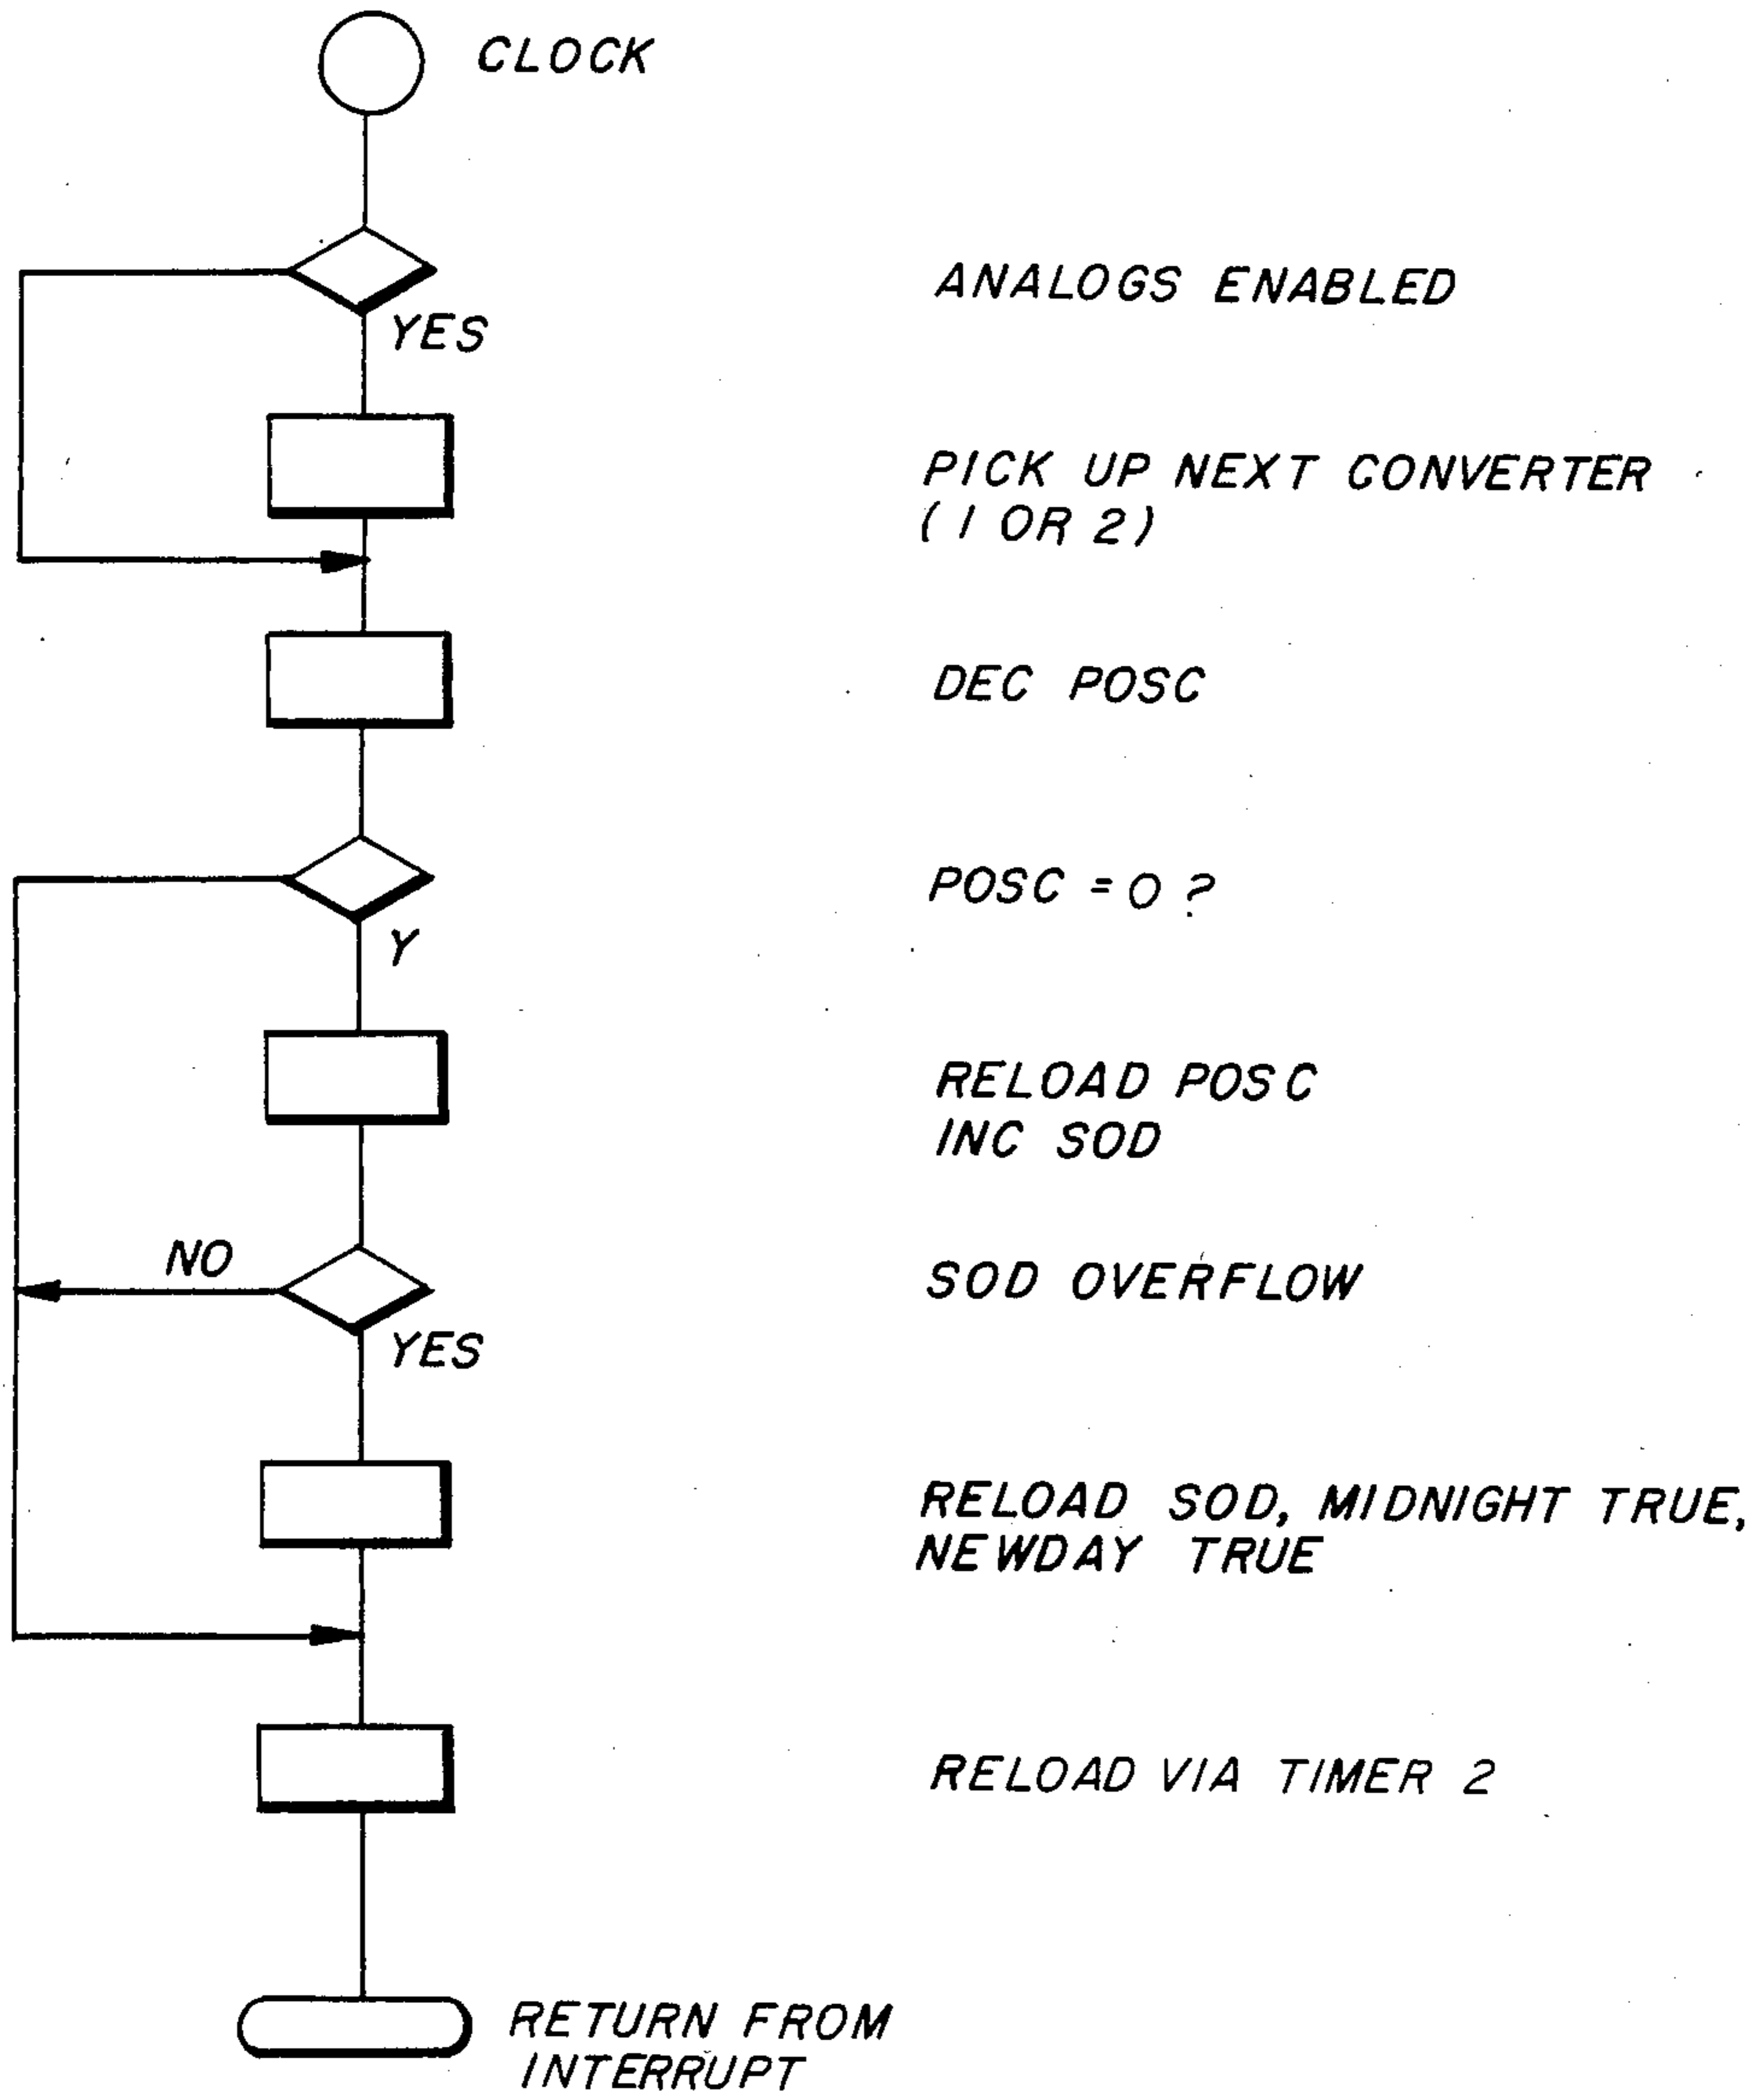 CLOCK
ANALOGS ENABLED
YES
PICK UP NEXT CONVERTER
(1 OR 2)
DEC POSC
POSC = 0 ?
Y
RELOAD POSC
INC SOD
NO
SOD OVERFLOW
YES
RELOAD SOD, MIDNIGHT TRUE,
NEWDAY TRUE
RELOAD VIA TIMER 2
RETURN FROM
INTERRUPT